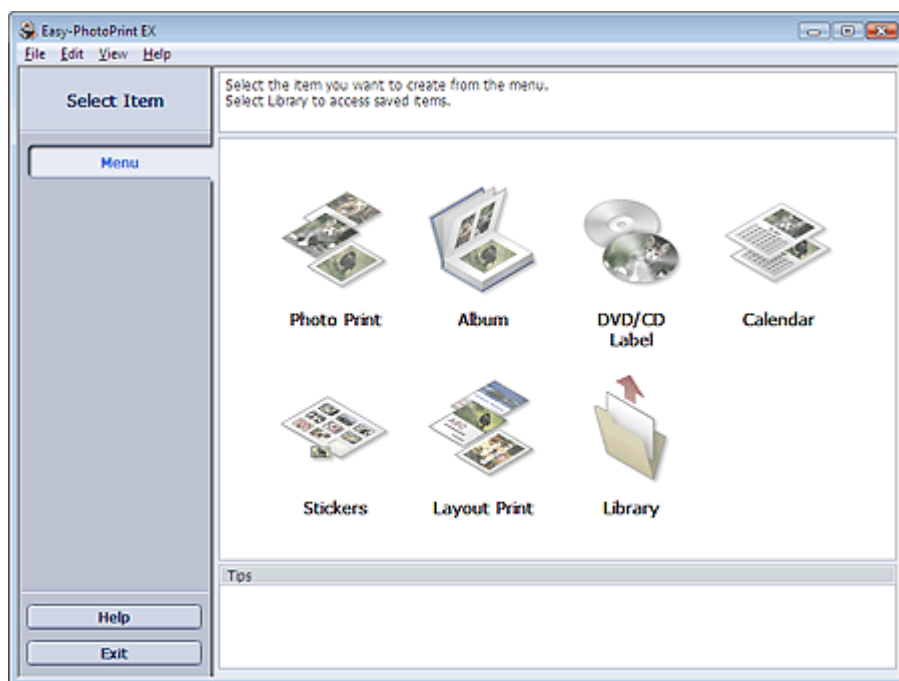 Easy-PhotoPrint EX
File Edit View Help
Select Item
Select the item you want to create from the menu.
Select Library to access saved items.
Menu
Photo Print
Album
DVD/CD
Label
Calendar
Stickers
Layout Print
Library
Tips
Help
Exit